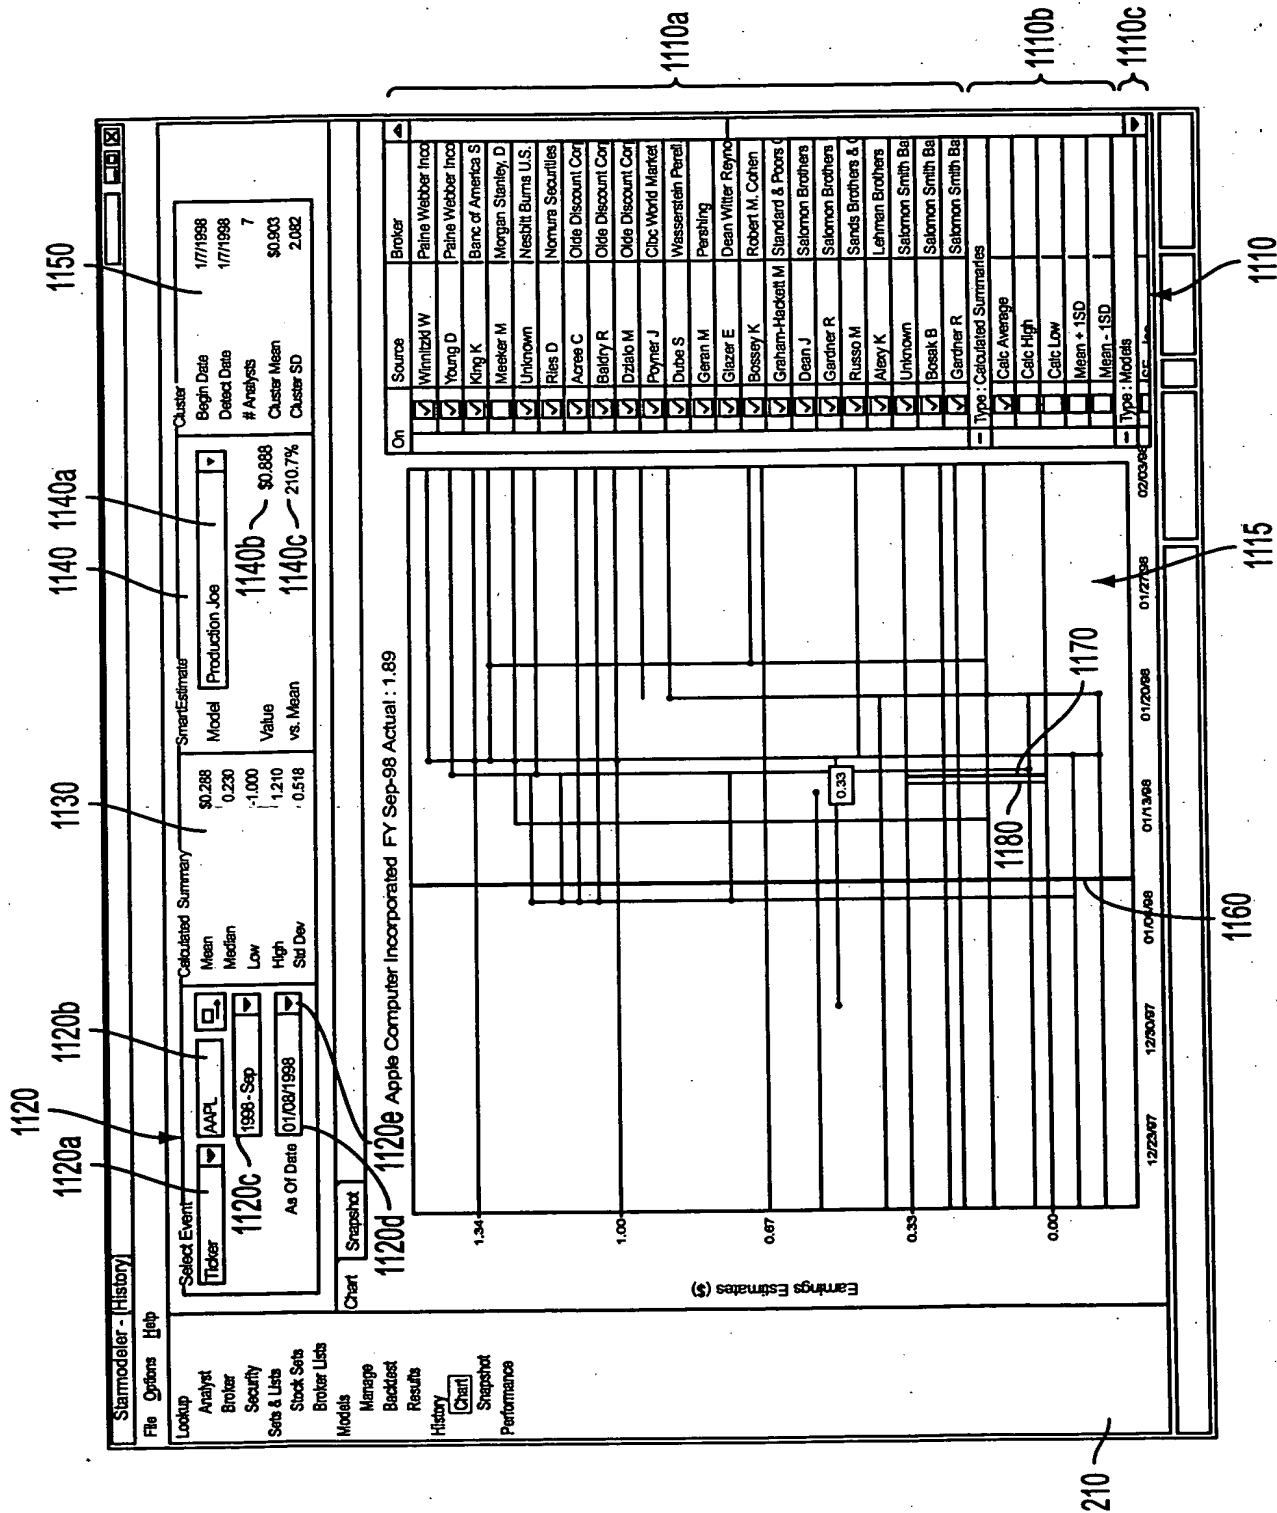 Starmodeler - [History]
File Options Help
Lookup
Analyst
Broker
Security
Sets & Lists
Stock Sets
Broker Lists
Models
Manage
Backtest
Results
History
Chart
Snapshot
Performance
210
1120
1120a
1120b
Select Event
Ticker
AAPL
1120c
1998 - Sep
As Of Date 01/08/1998
1120d
1120e
1130
Calculated Summary
Mean $0.288
Median 0.230
Low -1.000
High 1.210
Std Dev 0.518
1140
1140a
SmartEstimate
Model Production Joe
1140b
Value $0.888
1140c
vs. Mean 210.7%
1150
Cluster
Begin Date 1/7/1998
Detect Date 1/7/1998
# Analysts 7
Cluster Mean $0.903
Cluster SD 2.082
Chart Snapshot
Apple Computer Incorporated FY Sep-98 Actual : 1.89
Earnings Estimates ($)
1.34
1.00
0.67
0.33
0.00
0.33
1180
1170
12/23/97
12/30/97
01/06/98
01/13/98
01/20/98
01/27/98
02/03/98
1160
1115
1110
On Source Broker
Winnitzki W Paine Weber Inco
Young D Paine Weber Inco
King K Banc of America S
Meeker M Morgan Stanley, D
Unknown Nesbitt Burns U.S.
Ries D Nomura Securities
Acree C Olde Discount Corp
Baldry R Olde Discount Corp
Dzialo M Olde Discount Corp
Poyner J Cibc World Market
Dube S Wasserstein Perell
Geran M Pershing
Glazer E Dean Witter Reyno
Bossey K Robert M. Cohen
Graham-Hackett M Standard & Poors
Dean J Salomon Brothers
Gardner R Salomon Brothers
Russo M Sands Brothers &
Alexy K Lehman Brothers
Unknown Salomon Smith Ba
Bosak B Salomon Smith Ba
Gardner R Salomon Smith Ba
Type : Calculated Summaries
Calc Average
Calc High
Calc Low
Mean + 1SD
Mean - 1SD
Type : Models
1110a
1110b
1110c